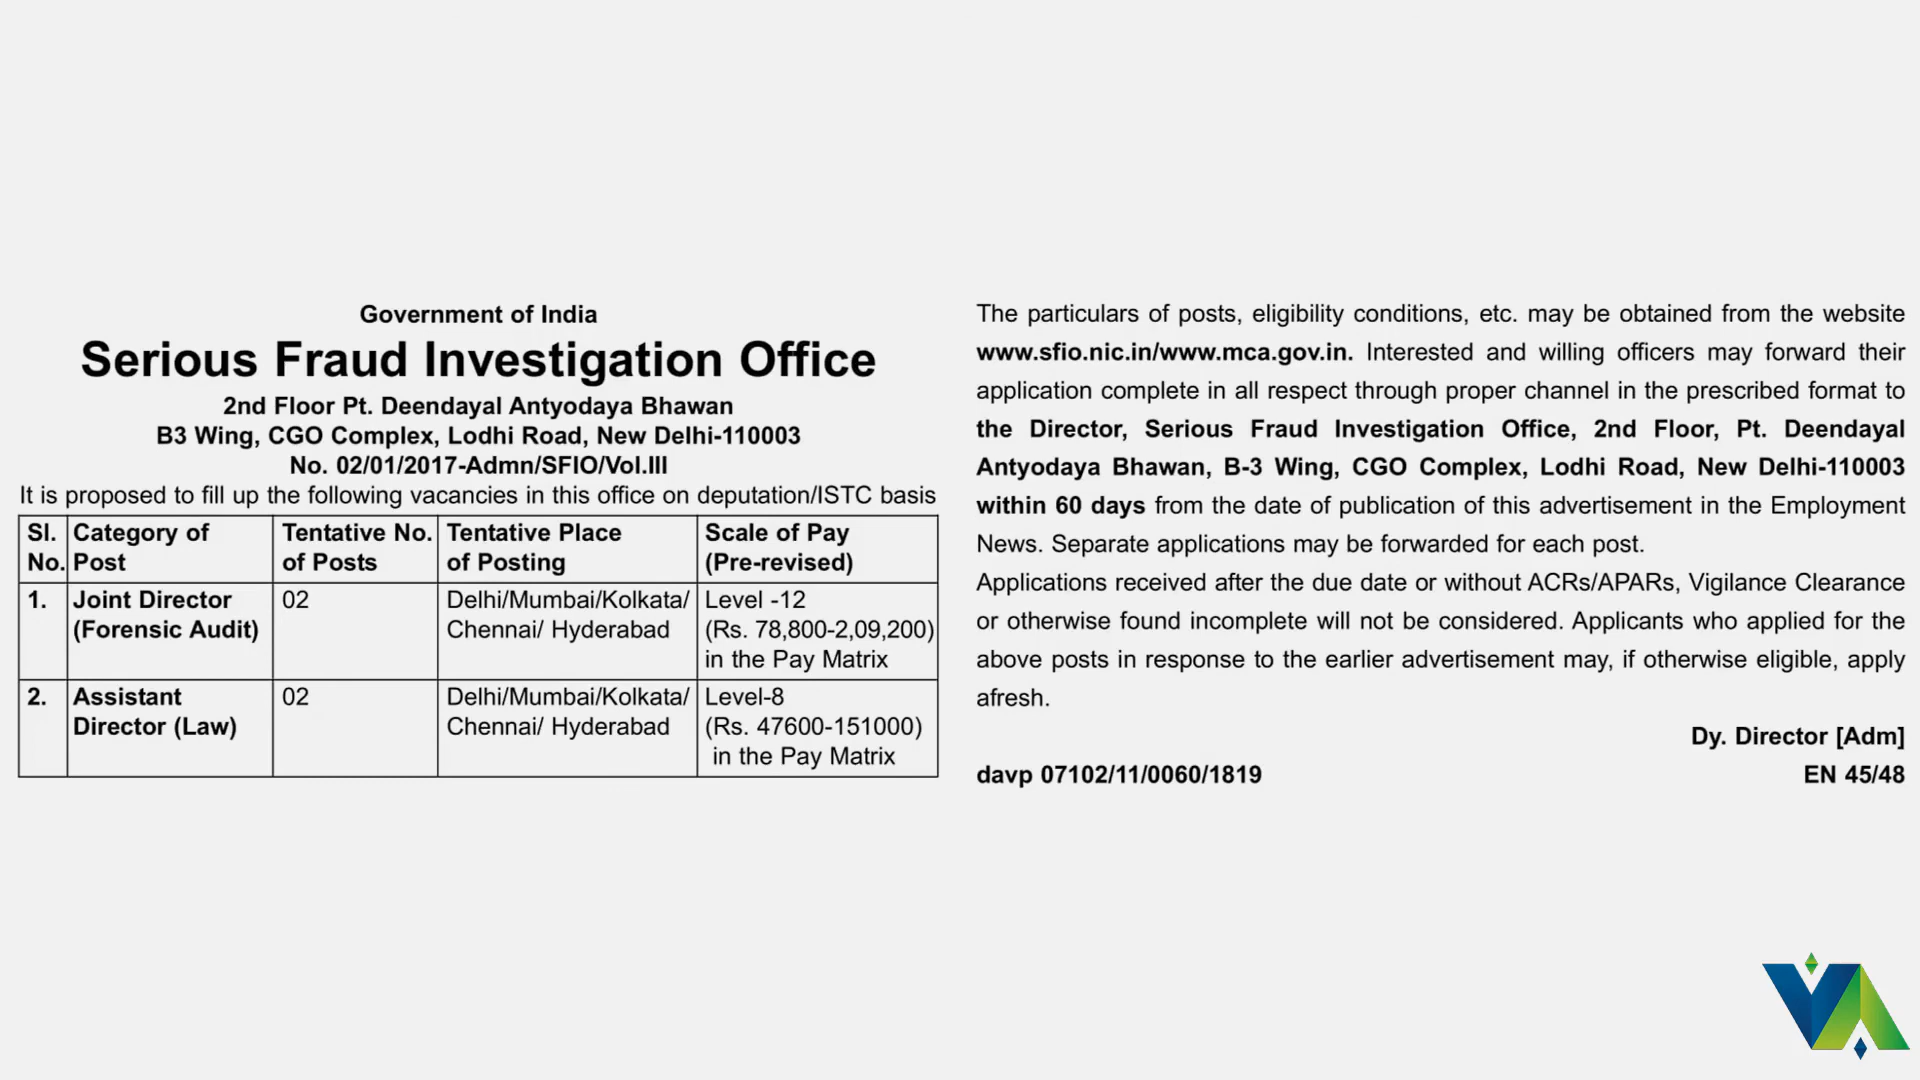 Government of India
Serious Fraud Investigation Office
2nd Floor Pt. Deendayal Antyodaya Bhawan
B3 Wing, CGO Complex, Lodhi Road, New Delhi-110003
No. 02/01/2017-Admn/SFIO/Vol.III
It is proposed to fill up the following vacancies in this office on deputation/ISTC basis
Sl. No. Category of Post Tentative No. of Posts Tentative Place of Posting Scale of Pay (Pre-revised)
1. Joint Director (Forensic Audit) 02 Delhi/Mumbai/Kolkata/ Chennai/ Hyderabad Level -12 (Rs. 78,800-2,09,200) in the Pay Matrix
2. Assistant Director (Law) 02 Delhi/Mumbai/Kolkata/ Chennai/ Hyderabad Level-8 (Rs. 47600-151000) in the Pay Matrix
The particulars of posts, eligibility conditions, etc. may be obtained from the website
www.sfio.nic.in/www.mca.gov.in. Interested and willing officers may forward their
application complete in all respect through proper channel in the prescribed format to
the Director, Serious Fraud Investigation Office, 2nd Floor, Pt. Deendayal
Antyodaya Bhawan, B-3 Wing, CGO Complex, Lodhi Road, New Delhi-110003
within 60 days from the date of publication of this advertisement in the Employment
News. Separate applications may be forwarded for each post.
Applications received after the due date or without ACRs/APARs, Vigilance Clearance
or otherwise found incomplete will not be considered. Applicants who applied for the
above posts in response to the earlier advertisement may, if otherwise eligible, apply
afresh.
Dy. Director [Adm]
davp 07102/11/0060/1819 EN 45/48